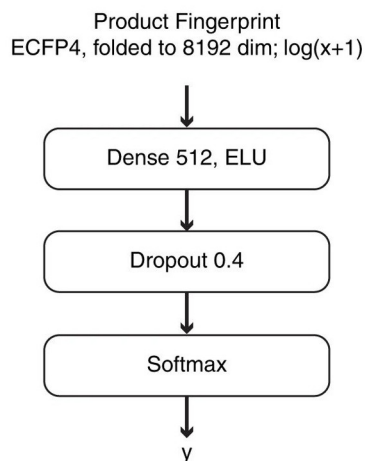 Product Fingerprint
ECFP4, folded to 8192 dim; log(x+1)
Dense 512, ELU
Dropout 0.4
Softmax
y